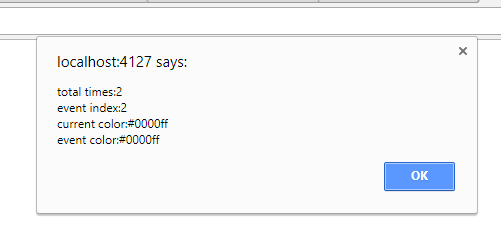 localhost:4127 says:
total times:2
event index:2
current color:#0000ff
event color:#0000ff
OK